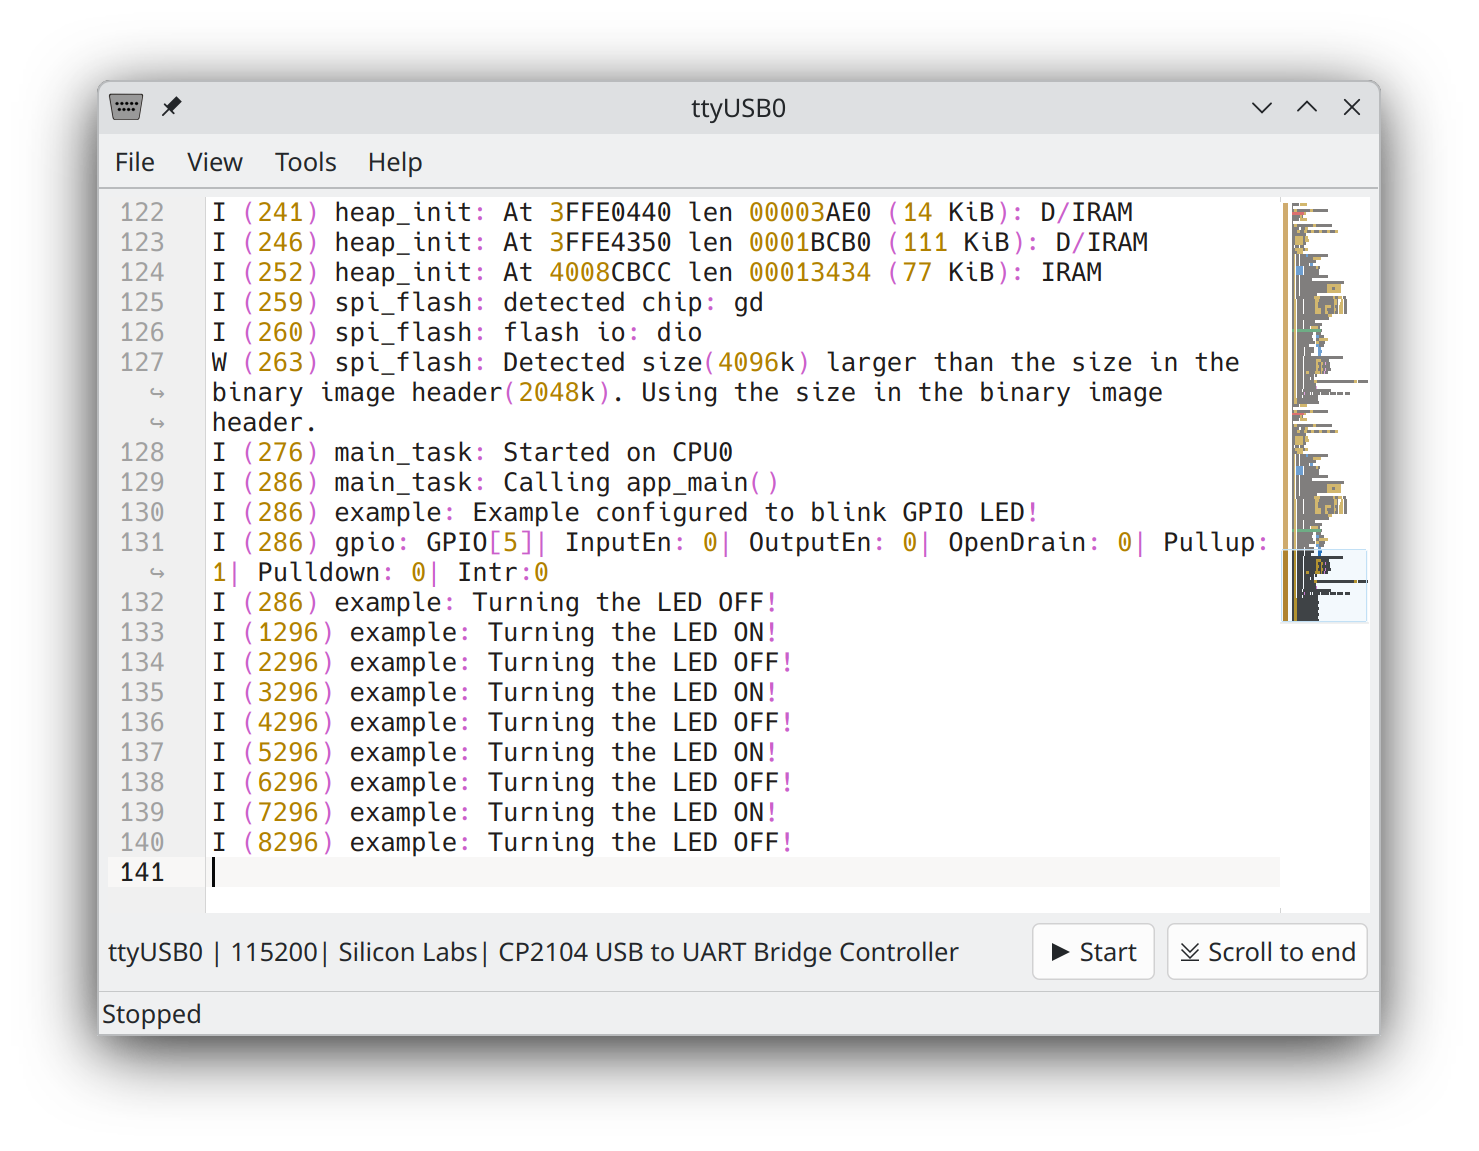 ttyUSB0
File View Tools Help
122 I (241) heap_init: At 3FFE0440 len 00003AE0 (14 KiB): D/IRAM
123 I (246) heap_init: At 3FFE4350 len 0001BCB0 (111 KiB): D/IRAM
124 I (252) heap_init: At 4008CBCC len 00013434 (77 KiB): IRAM
125 I (259) spi_flash: detected chip: gd
126 I (260) spi_flash: flash io: dio
127 W (263) spi_flash: Detected size(4096k) larger than the size in the
↪ binary image header(2048k). Using the size in the binary image
↪ header.
128 I (276) main_task: Started on CPU0
129 I (286) main_task: Calling app_main()
130 I (286) example: Example configured to blink GPIO LED!
131 I (286) gpio: GPIO[5]| InputEn: 0| OutputEn: 0| OpenDrain: 0| Pullup:
↪ 1| Pulldown: 0| Intr:0
132 I (286) example: Turning the LED OFF!
133 I (1296) example: Turning the LED ON!
134 I (2296) example: Turning the LED OFF!
135 I (3296) example: Turning the LED ON!
136 I (4296) example: Turning the LED OFF!
137 I (5296) example: Turning the LED ON!
138 I (6296) example: Turning the LED OFF!
139 I (7296) example: Turning the LED ON!
140 I (8296) example: Turning the LED OFF!
141
ttyUSB0 | 115200| Silicon Labs| CP2104 USB to UART Bridge Controller Start Scroll to end
Stopped